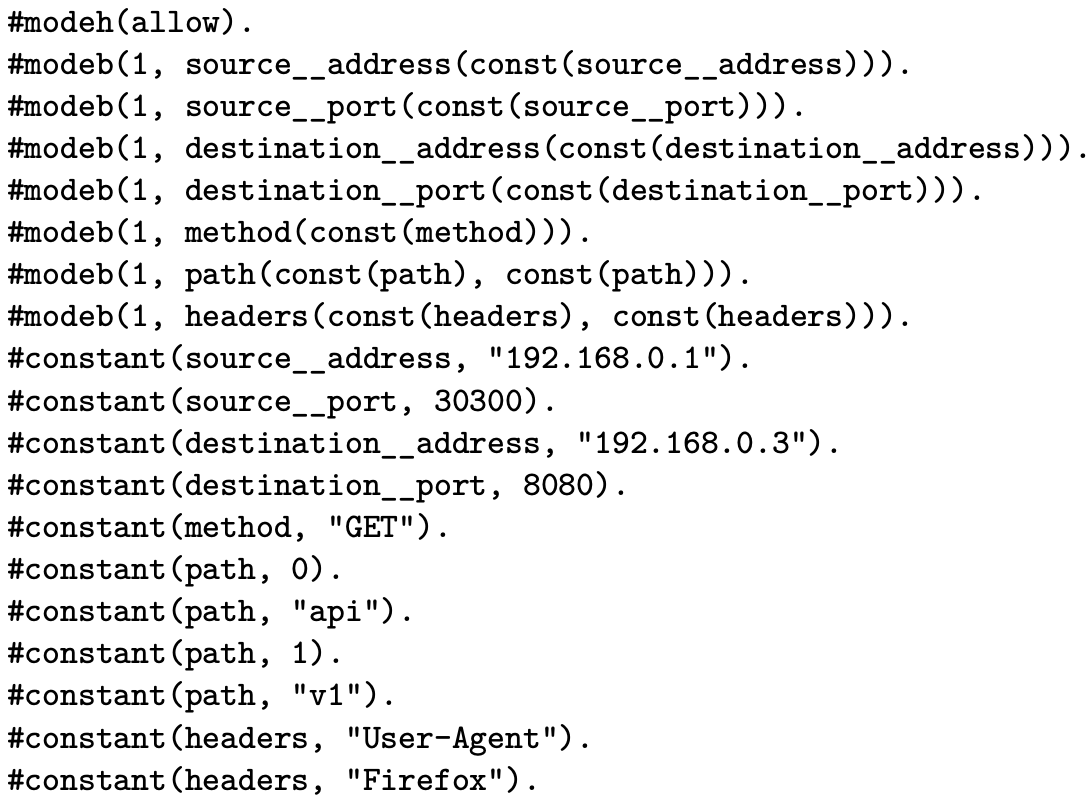 #modeh(allow).
#modeb(1, source__address(const(source__address))).
#modeb(1, source__port(const(source__port))).
#modeb(1, destination__address(const(destination__address))).
#modeb(1, destination__port(const(destination__port))).
#modeb(1, method(const(method))).
#modeb(1, path(const(path), const(path))).
#modeb(1, headers(const(headers), const(headers))).
#constant(source__address, "192.168.0.1").
#constant(source__port, 30300).
#constant(destination__address, "192.168.0.3").
#constant(destination__port, 8080).
#constant(method, "GET").
#constant(path, 0).
#constant(path, "api").
#constant(path, 1).
#constant(path, "v1").
#constant(headers, "User-Agent").
#constant(headers, "Firefox").